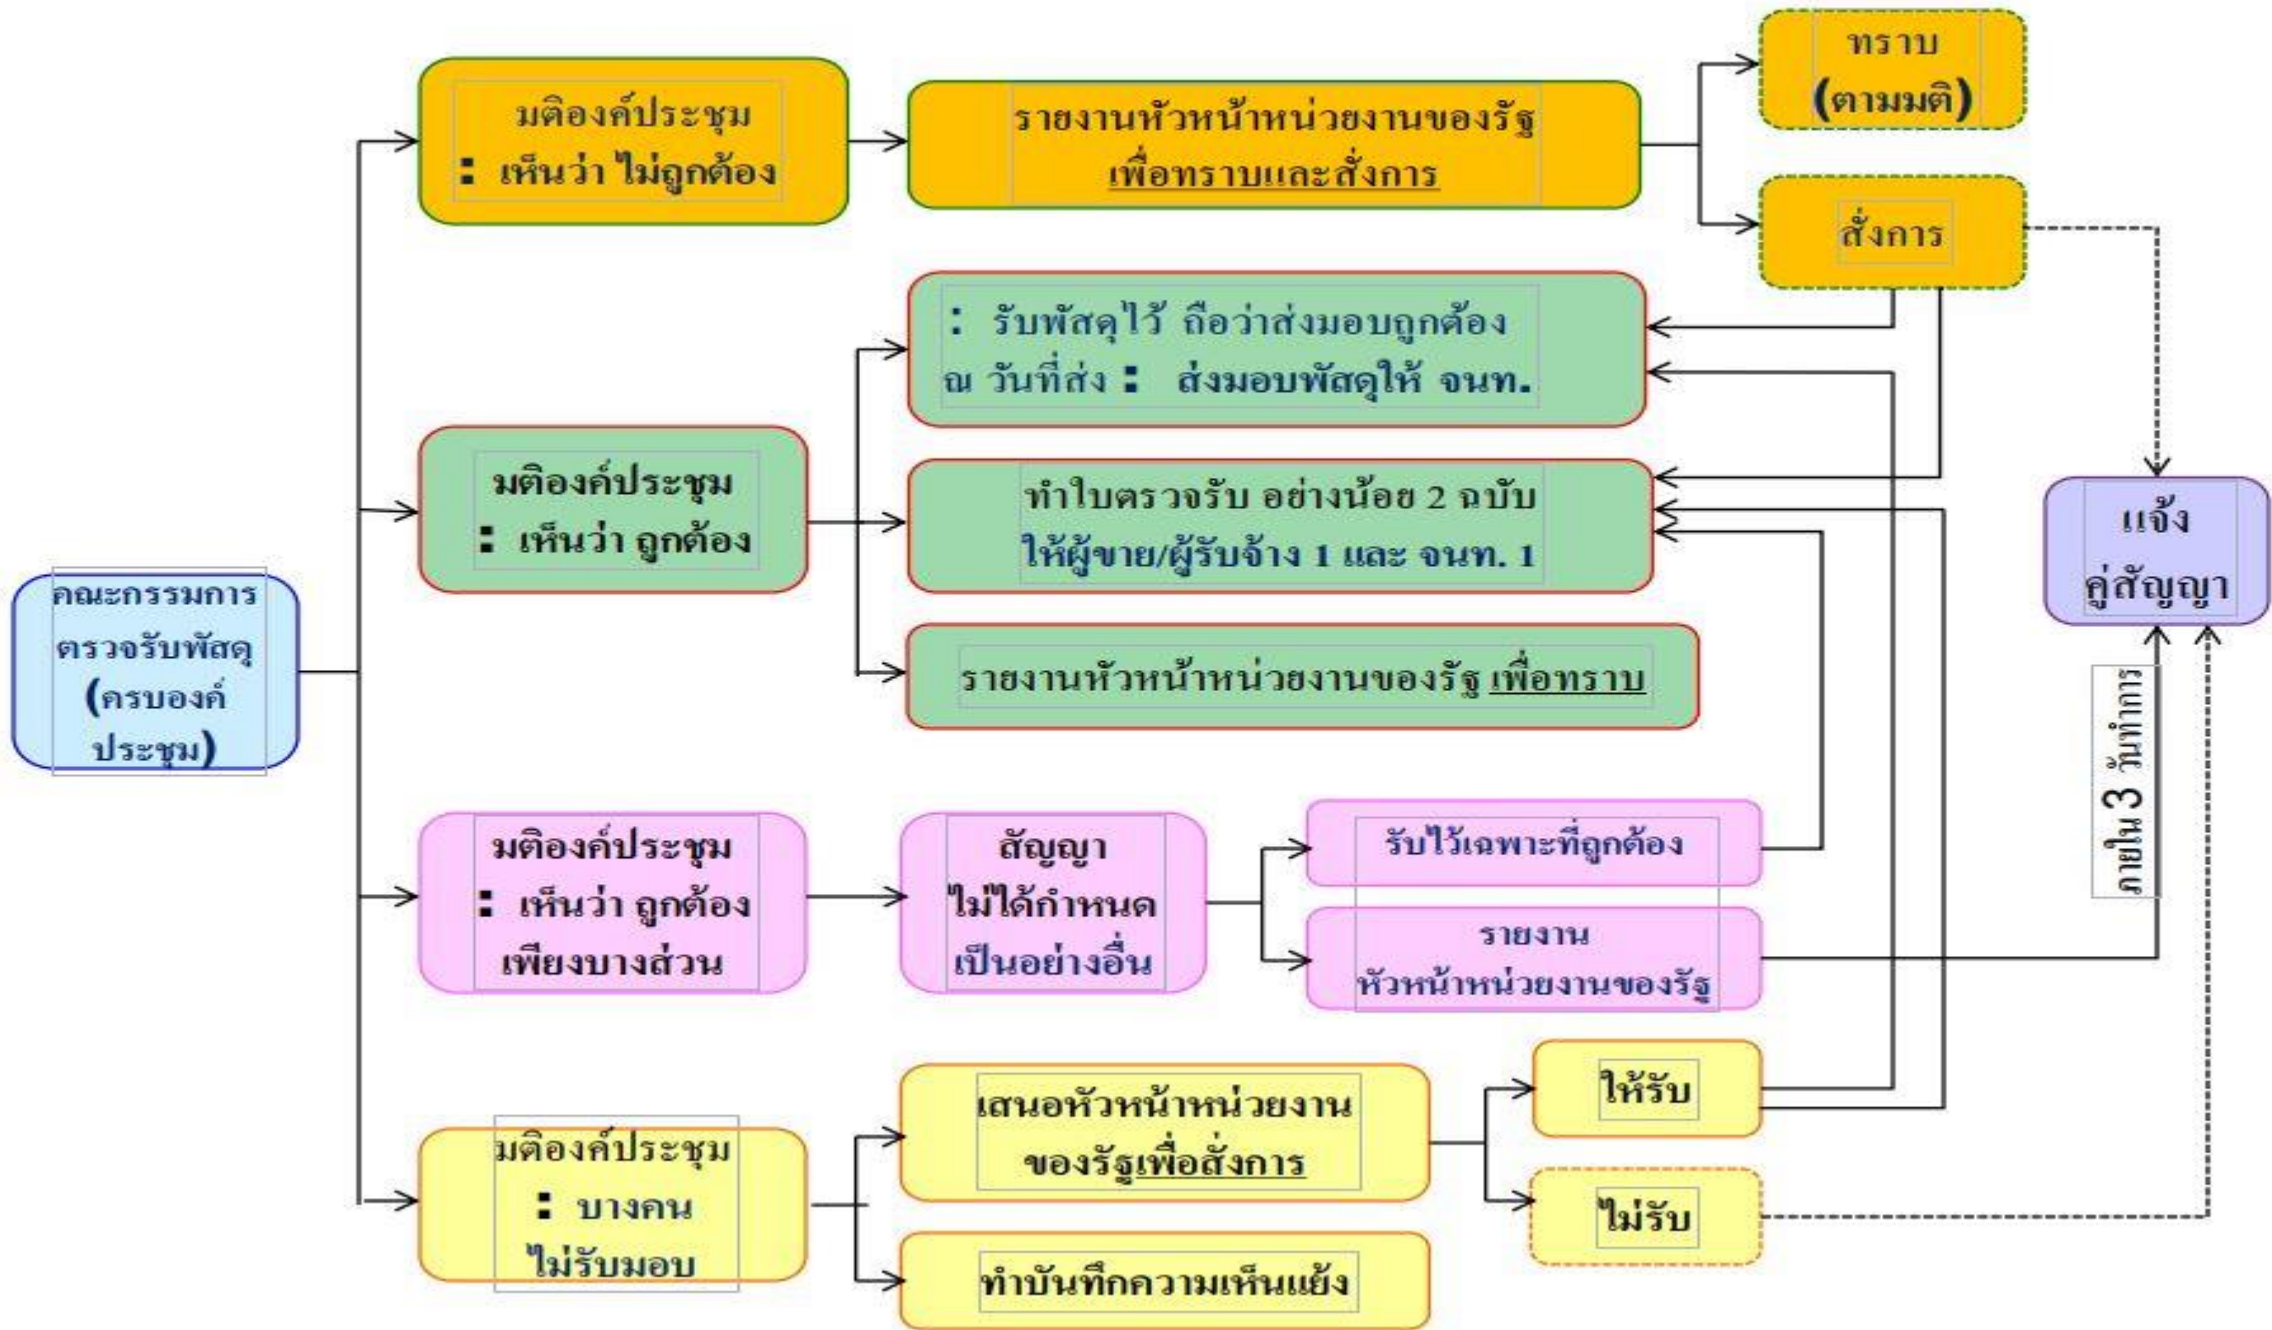 คณะกรรมการ
ตรวจรับพัสดุ
(ครบองค์
ประชุม)
มติองค์ประชุม
: เห็นว่า ไม่ถูกต้อง
รายงานหัวหน้าหน่วยงานของรัฐ
เพื่อทราบและสั่งการ
ทราบ
(ตามมติ)
สั่งการ
มติองค์ประชุม
: เห็นว่า ถูกต้อง
: รับพัสดุไว้ ถือว่าส่งมอบถูกต้อง
ณ วันที่ส่ง : ส่งมอบพัสดุให้ จนท.
ทำใบตรวจรับ อย่างน้อย 2 ฉบับ
ให้ผู้ขาย/ผู้รับจ้าง 1 และ จนท. 1
รายงานหัวหน้าหน่วยงานของรัฐ เพื่อทราบ
แจ้ง
คู่สัญญา
ภายใน 3 วันทำการ
มติองค์ประชุม
: เห็นว่า ถูกต้อง
เพียงบางส่วน
สัญญา
ไม่ได้กำหนด
เป็นอย่างอื่น
รับไว้เฉพาะที่ถูกต้อง
รายงาน
หัวหน้าหน่วยงานของรัฐ
มติองค์ประชุม
: บางคน
ไม่รับมอบ
เสนอหัวหน้าหน่วยงาน
ของรัฐเพื่อสั่งการ
ทำบันทึกความเห็นแย้ง
ให้รับ
ไม่รับ